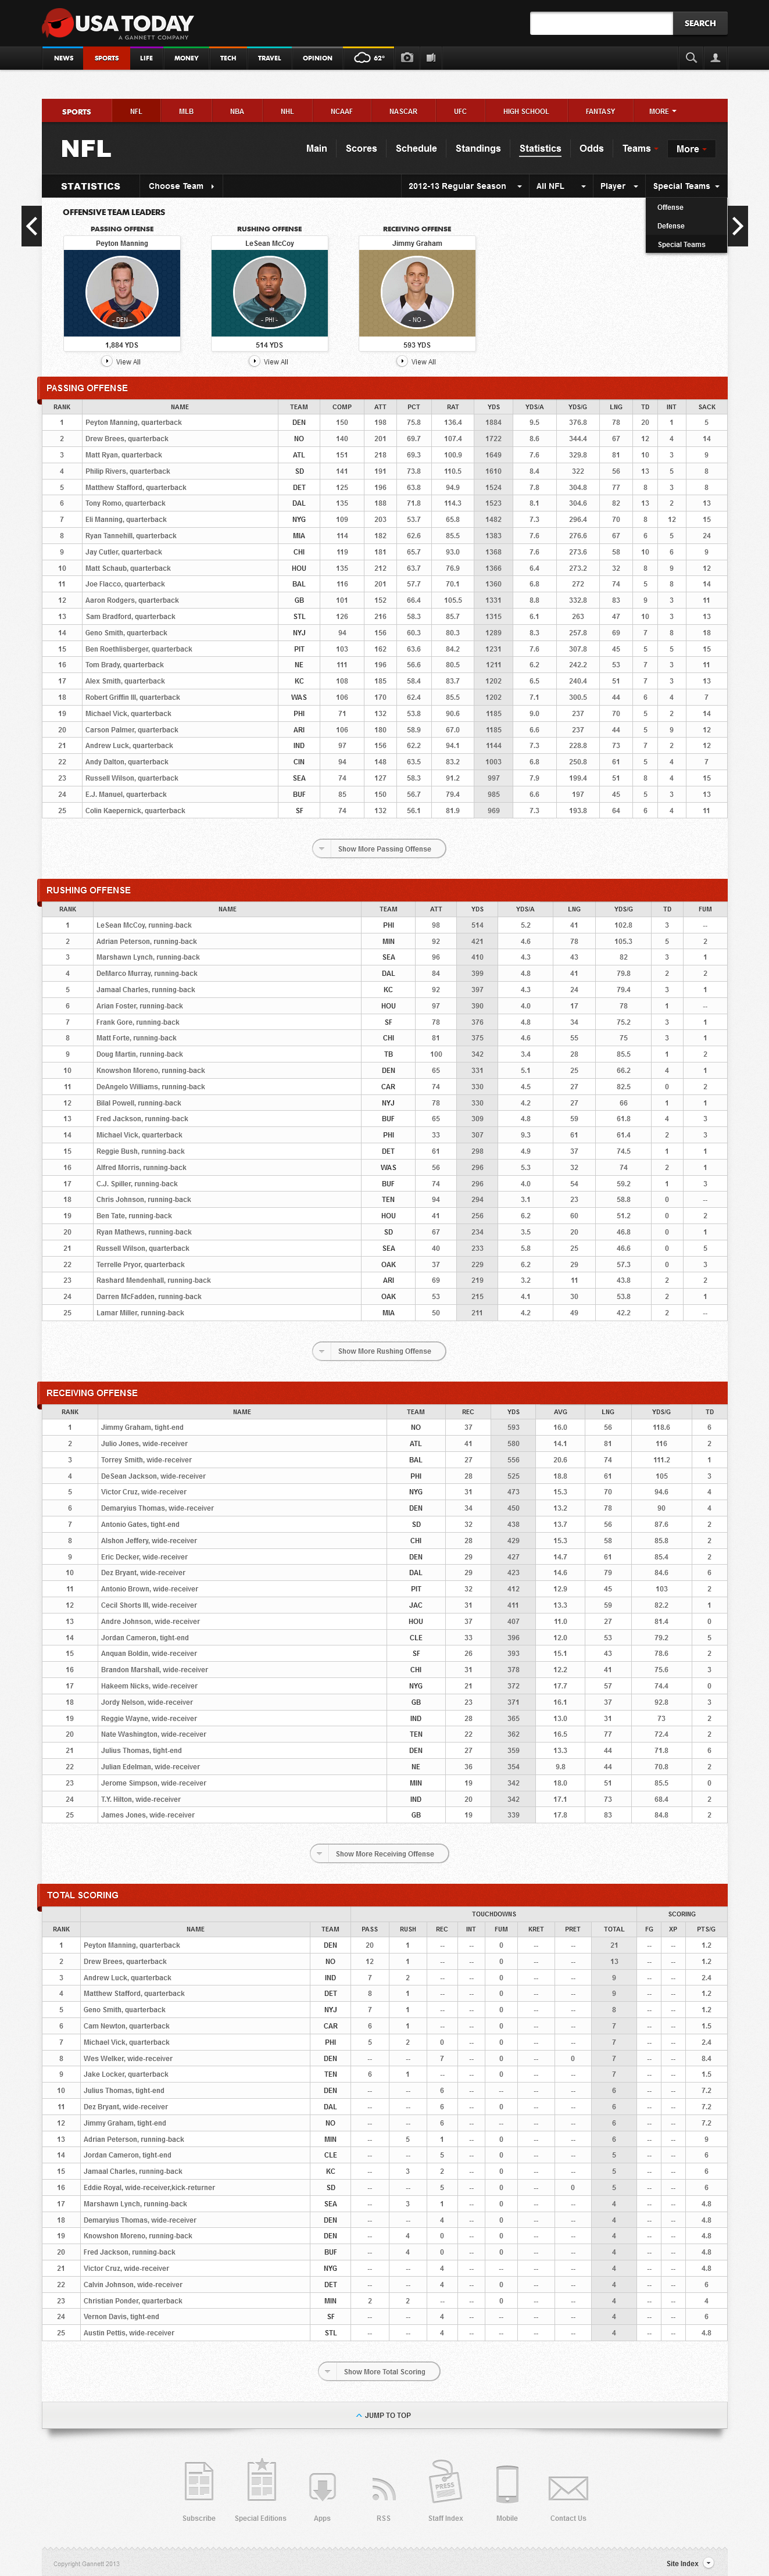 USA TODAY
A GANNETT COMPANY
SEARCH
NEWS SPORTS LIFE MONEY TECH TRAVEL OPINION 62°
SPORTS NFL MLB NBA NHL NCAAF NASCAR UFC HIGH SCHOOL FANTASY MORE
NFL Main Scores Schedule Standings Statistics Odds Teams More
STATISTICS Choose Team 2012-13 Regular Season All NFL Player Special Teams
Offense
Defense
Special Teams
OFFENSIVE TEAM LEADERS
PASSING OFFENSE RUSHING OFFENSE RECEIVING OFFENSE
Peyton Manning LeSean McCoy Jimmy Graham
- DEN - - PHI - - NO -
1,884 YDS 514 YDS 593 YDS
View All View All View All
PASSING OFFENSE
RANK NAME TEAM COMP ATT PCT RAT YDS YDS/A YDS/G LNG TD INT SACK
1 Peyton Manning, quarterback DEN 150 198 75.8 136.4 1884 9.5 376.8 78 20 1 5
2 Drew Brees, quarterback NO 140 201 69.7 107.4 1722 8.6 344.4 67 12 4 14
3 Matt Ryan, quarterback ATL 151 218 69.3 100.9 1649 7.6 329.8 81 10 3 9
4 Philip Rivers, quarterback SD 141 191 73.8 110.5 1610 8.4 322 56 13 5 8
5 Matthew Stafford, quarterback DET 125 196 63.8 94.9 1524 7.8 304.8 77 8 3 8
6 Tony Romo, quarterback DAL 135 188 71.8 114.3 1523 8.1 304.6 82 13 2 13
7 Eli Manning, quarterback NYG 109 203 53.7 65.8 1482 7.3 296.4 70 8 12 15
8 Ryan Tannehill, quarterback MIA 114 182 62.6 85.5 1383 7.6 276.6 67 6 5 24
9 Jay Cutler, quarterback CHI 119 181 65.7 93.0 1368 7.6 273.6 58 10 6 9
10 Matt Schaub, quarterback HOU 135 212 63.7 76.9 1366 6.4 273.2 32 8 9 12
11 Joe Flacco, quarterback BAL 116 201 57.7 70.1 1360 6.8 272 74 5 8 14
12 Aaron Rodgers, quarterback GB 101 152 66.4 105.5 1331 8.8 332.8 83 9 3 11
13 Sam Bradford, quarterback STL 126 216 58.3 85.7 1315 6.1 263 47 10 3 13
14 Geno Smith, quarterback NYJ 94 156 60.3 80.3 1289 8.3 257.8 69 7 8 18
15 Ben Roethlisberger, quarterback PIT 103 162 63.6 84.2 1231 7.6 307.8 45 5 5 15
16 Tom Brady, quarterback NE 111 196 56.6 80.5 1211 6.2 242.2 53 7 3 11
17 Alex Smith, quarterback KC 108 185 58.4 83.7 1202 6.5 240.4 51 7 3 13
18 Robert Griffin III, quarterback WAS 106 170 62.4 85.5 1202 7.1 300.5 44 6 4 7
19 Michael Vick, quarterback PHI 71 132 53.8 90.6 1185 9.0 237 70 5 2 14
20 Carson Palmer, quarterback ARI 106 180 58.9 67.0 1185 6.6 237 44 5 9 12
21 Andrew Luck, quarterback IND 97 156 62.2 94.1 1144 7.3 228.8 73 7 2 12
22 Andy Dalton, quarterback CIN 94 148 63.5 83.2 1003 6.8 250.8 61 5 4 7
23 Russell Wilson, quarterback SEA 74 127 58.3 91.2 997 7.9 199.4 51 8 4 15
24 E.J. Manuel, quarterback BUF 85 150 56.7 79.4 985 6.6 197 45 5 3 13
25 Colin Kaepernick, quarterback SF 74 132 56.1 81.9 969 7.3 193.8 64 6 4 11
Show More Passing Offense
RUSHING OFFENSE
RANK NAME TEAM ATT YDS YDS/A LNG YDS/G TD FUM
1 LeSean McCoy, running-back PHI 98 514 5.2 41 102.8 3 --
2 Adrian Peterson, running-back MIN 92 421 4.6 78 105.3 5 2
3 Marshawn Lynch, running-back SEA 96 410 4.3 43 82 3 1
4 DeMarco Murray, running-back DAL 84 399 4.8 41 79.8 2 2
5 Jamaal Charles, running-back KC 92 397 4.3 24 79.4 3 1
6 Arian Foster, running-back HOU 97 390 4.0 17 78 1 --
7 Frank Gore, running-back SF 78 376 4.8 34 75.2 3 1
8 Matt Forte, running-back CHI 81 375 4.6 55 75 3 1
9 Doug Martin, running-back TB 100 342 3.4 28 85.5 1 2
10 Knowshon Moreno, running-back DEN 65 331 5.1 25 66.2 4 1
11 DeAngelo Williams, running-back CAR 74 330 4.5 27 82.5 0 2
12 Bilal Powell, running-back NYJ 78 330 4.2 27 66 1 1
13 Fred Jackson, running-back BUF 65 309 4.8 59 61.8 4 3
14 Michael Vick, quarterback PHI 33 307 9.3 61 61.4 2 3
15 Reggie Bush, running-back DET 61 298 4.9 37 74.5 1 1
16 Alfred Morris, running-back WAS 56 296 5.3 32 74 2 1
17 C.J. Spiller, running-back BUF 74 296 4.0 54 59.2 1 3
18 Chris Johnson, running-back TEN 94 294 3.1 23 58.8 0 --
19 Ben Tate, running-back HOU 41 256 6.2 60 51.2 0 2
20 Ryan Mathews, running-back SD 67 234 3.5 20 46.8 0 1
21 Russell Wilson, quarterback SEA 40 233 5.8 25 46.6 0 5
22 Terrelle Pryor, quarterback OAK 37 229 6.2 29 57.3 0 3
23 Rashard Mendenhall, running-back ARI 69 219 3.2 11 43.8 2 2
24 Darren McFadden, running-back OAK 53 215 4.1 30 53.8 2 1
25 Lamar Miller, running-back MIA 50 211 4.2 49 42.2 2 --
Show More Rushing Offense
RECEIVING OFFENSE
RANK NAME TEAM REC YDS AVG LNG YDS/G TD
1 Jimmy Graham, tight-end NO 37 593 16.0 56 118.6 6
2 Julio Jones, wide-receiver ATL 41 580 14.1 81 116 2
3 Torrey Smith, wide-receiver BAL 27 556 20.6 74 111.2 1
4 DeSean Jackson, wide-receiver PHI 28 525 18.8 61 105 3
5 Victor Cruz, wide-receiver NYG 31 473 15.3 70 94.6 4
6 Demaryius Thomas, wide-receiver DEN 34 450 13.2 78 90 4
7 Antonio Gates, tight-end SD 32 438 13.7 56 87.6 2
8 Alshon Jeffery, wide-receiver CHI 28 429 15.3 58 85.8 2
9 Eric Decker, wide-receiver DEN 29 427 14.7 61 85.4 2
10 Dez Bryant, wide-receiver DAL 29 423 14.6 79 84.6 6
11 Antonio Brown, wide-receiver PIT 32 412 12.9 45 103 2
12 Cecil Shorts III, wide-receiver JAC 31 411 13.3 59 82.2 1
13 Andre Johnson, wide-receiver HOU 37 407 11.0 27 81.4 0
14 Jordan Cameron, tight-end CLE 33 396 12.0 53 79.2 5
15 Anquan Boldin, wide-receiver SF 26 393 15.1 43 78.6 2
16 Brandon Marshall, wide-receiver CHI 31 378 12.2 41 75.6 3
17 Hakeem Nicks, wide-receiver NYG 21 372 17.7 57 74.4 0
18 Jordy Nelson, wide-receiver GB 23 371 16.1 37 92.8 3
19 Reggie Wayne, wide-receiver IND 28 365 13.0 31 73 2
20 Nate Washington, wide-receiver TEN 22 362 16.5 77 72.4 2
21 Julius Thomas, tight-end DEN 27 359 13.3 44 71.8 6
22 Julian Edelman, wide-receiver NE 36 354 9.8 44 70.8 2
23 Jerome Simpson, wide-receiver MIN 19 342 18.0 51 85.5 0
24 T.Y. Hilton, wide-receiver IND 20 342 17.1 73 68.4 2
25 James Jones, wide-receiver GB 19 339 17.8 83 84.8 2
Show More Receiving Offense
TOTAL SCORING
TOUCHDOWNS SCORING
RANK NAME TEAM PASS RUSH REC INT FUM KRET PRET TOTAL FG XP PTS/G
1 Peyton Manning, quarterback DEN 20 1 -- -- 0 -- -- 21 -- -- 1.2
2 Drew Brees, quarterback NO 12 1 -- -- 0 -- -- 13 -- -- 1.2
3 Andrew Luck, quarterback IND 7 2 -- -- 0 -- -- 9 -- -- 2.4
4 Matthew Stafford, quarterback DET 8 1 -- -- 0 -- -- 9 -- -- 1.2
5 Geno Smith, quarterback NYJ 7 1 -- -- 0 -- -- 8 -- -- 1.2
6 Cam Newton, quarterback CAR 6 1 -- -- 0 -- -- 7 -- -- 1.5
7 Michael Vick, quarterback PHI 5 2 0 -- 0 -- -- 7 -- -- 2.4
8 Wes Welker, wide-receiver DEN -- -- 7 -- 0 -- 0 7 -- -- 8.4
9 Jake Locker, quarterback TEN 6 1 -- -- 0 -- -- 7 -- -- 1.5
10 Julius Thomas, tight-end DEN -- -- 6 -- 0 -- -- 6 -- -- 7.2
11 Dez Bryant, wide-receiver DAL -- -- 6 -- 0 -- -- 6 -- -- 7.2
12 Jimmy Graham, tight-end NO -- -- 6 -- 0 -- -- 6 -- -- 7.2
13 Adrian Peterson, running-back MIN -- 5 1 -- 0 -- -- 6 -- -- 9
14 Jordan Cameron, tight-end CLE -- -- 5 -- 0 -- -- 5 -- -- 6
15 Jamaal Charles, running-back KC -- 3 2 -- 0 -- -- 5 -- -- 6
16 Eddie Royal, wide-receiver,kick-returner SD -- -- 5 -- 0 -- 0 5 -- -- 6
17 Marshawn Lynch, running-back SEA -- 3 1 -- 0 -- -- 4 -- -- 4.8
18 Demaryius Thomas, wide-receiver DEN -- -- 4 -- 0 -- -- 4 -- -- 4.8
19 Knowshon Moreno, running-back DEN -- 4 0 -- 0 -- -- 4 -- -- 4.8
20 Fred Jackson, running-back BUF -- 4 0 -- 0 -- -- 4 -- -- 4.8
21 Victor Cruz, wide-receiver NYG -- -- 4 -- 0 -- -- 4 -- -- 4.8
22 Calvin Johnson, wide-receiver DET -- -- 4 -- 0 -- -- 4 -- -- 6
23 Christian Ponder, quarterback MIN 2 2 -- -- 0 -- -- 4 -- -- 4
24 Vernon Davis, tight-end SF -- -- 4 -- 0 -- -- 4 -- -- 6
25 Austin Pettis, wide-receiver STL -- -- 4 -- 0 -- -- 4 -- -- 4.8
Show More Total Scoring
JUMP TO TOP
PRESS
Subscribe Special Editions Apps RSS Staff Index Mobile Contact Us
Copyright Gannett 2013 Site Index